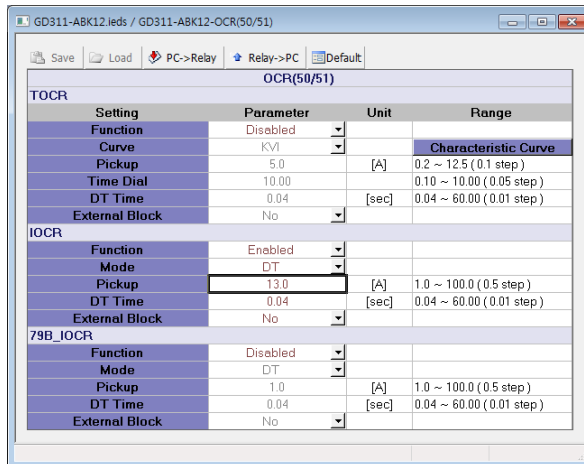 GD311-ABK12.ieds / GD311-ABK12-OCR(50/51)
Save Load PC->Relay Relay->PC Default
OCR(50/51)
TOCR
Setting Parameter Unit Range
Function Disabled
Curve KVI Characteristic Curve
Pickup 5.0 [A] 0.2 ~ 12.5 ( 0.1 step )
Time Dial 10.00 0.10 ~ 10.00 ( 0.05 step )
DT Time 0.04 [sec] 0.04 ~ 60.00 ( 0.01 step )
External Block No
IOCR
Function Enabled
Mode DT
Pickup 13.0 [A] 1.0 ~ 100.0 ( 0.5 step )
DT Time 0.04 [sec] 0.04 ~ 60.00 ( 0.01 step )
External Block No
79B_IOCR
Function Disabled
Mode DT
Pickup 1.0 [A] 1.0 ~ 100.0 ( 0.5 step )
DT Time 0.04 [sec] 0.04 ~ 60.00 ( 0.01 step )
External Block No